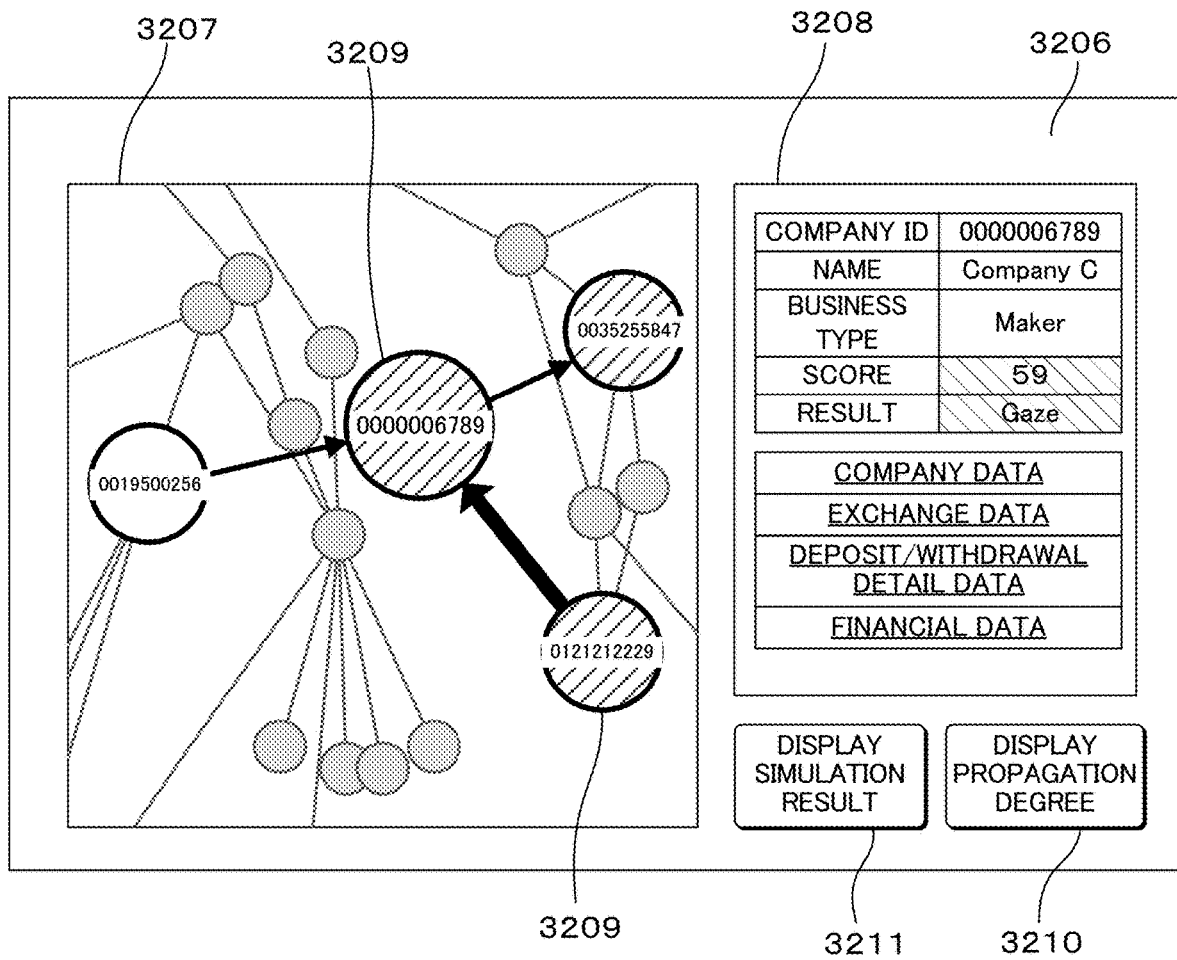 3207
3209
3208
3206
0035255847
0000006789
0019500256
0121212229
COMPANY ID 0000006789
NAME Company C
BUSINESS
TYPE Maker
SCORE 59
RESULT Gaze
COMPANY DATA
EXCHANGE DATA
DEPOSIT/WITHDRAWAL
DETAIL DATA
FINANCIAL DATA
DISPLAY
SIMULATION
RESULT
DISPLAY
PROPAGATION
DEGREE
3209
3211
3210